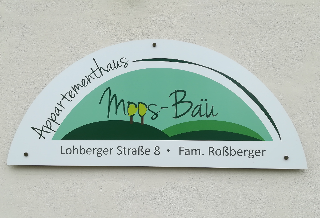 Appartementhaus
Moos-Bäu
Lohberger Straße 8 • Fam. Roßberger